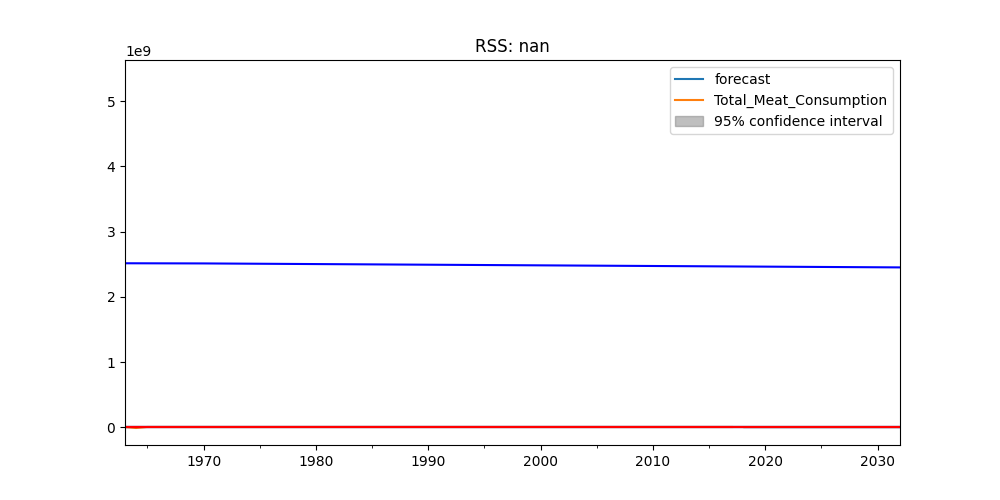 RSS: nan
1e9
forecast
Total_Meat_Consumption
95% confidence interval
5
4
3
2
1
0
1970 1980 1990 2000 2010 2020 2030